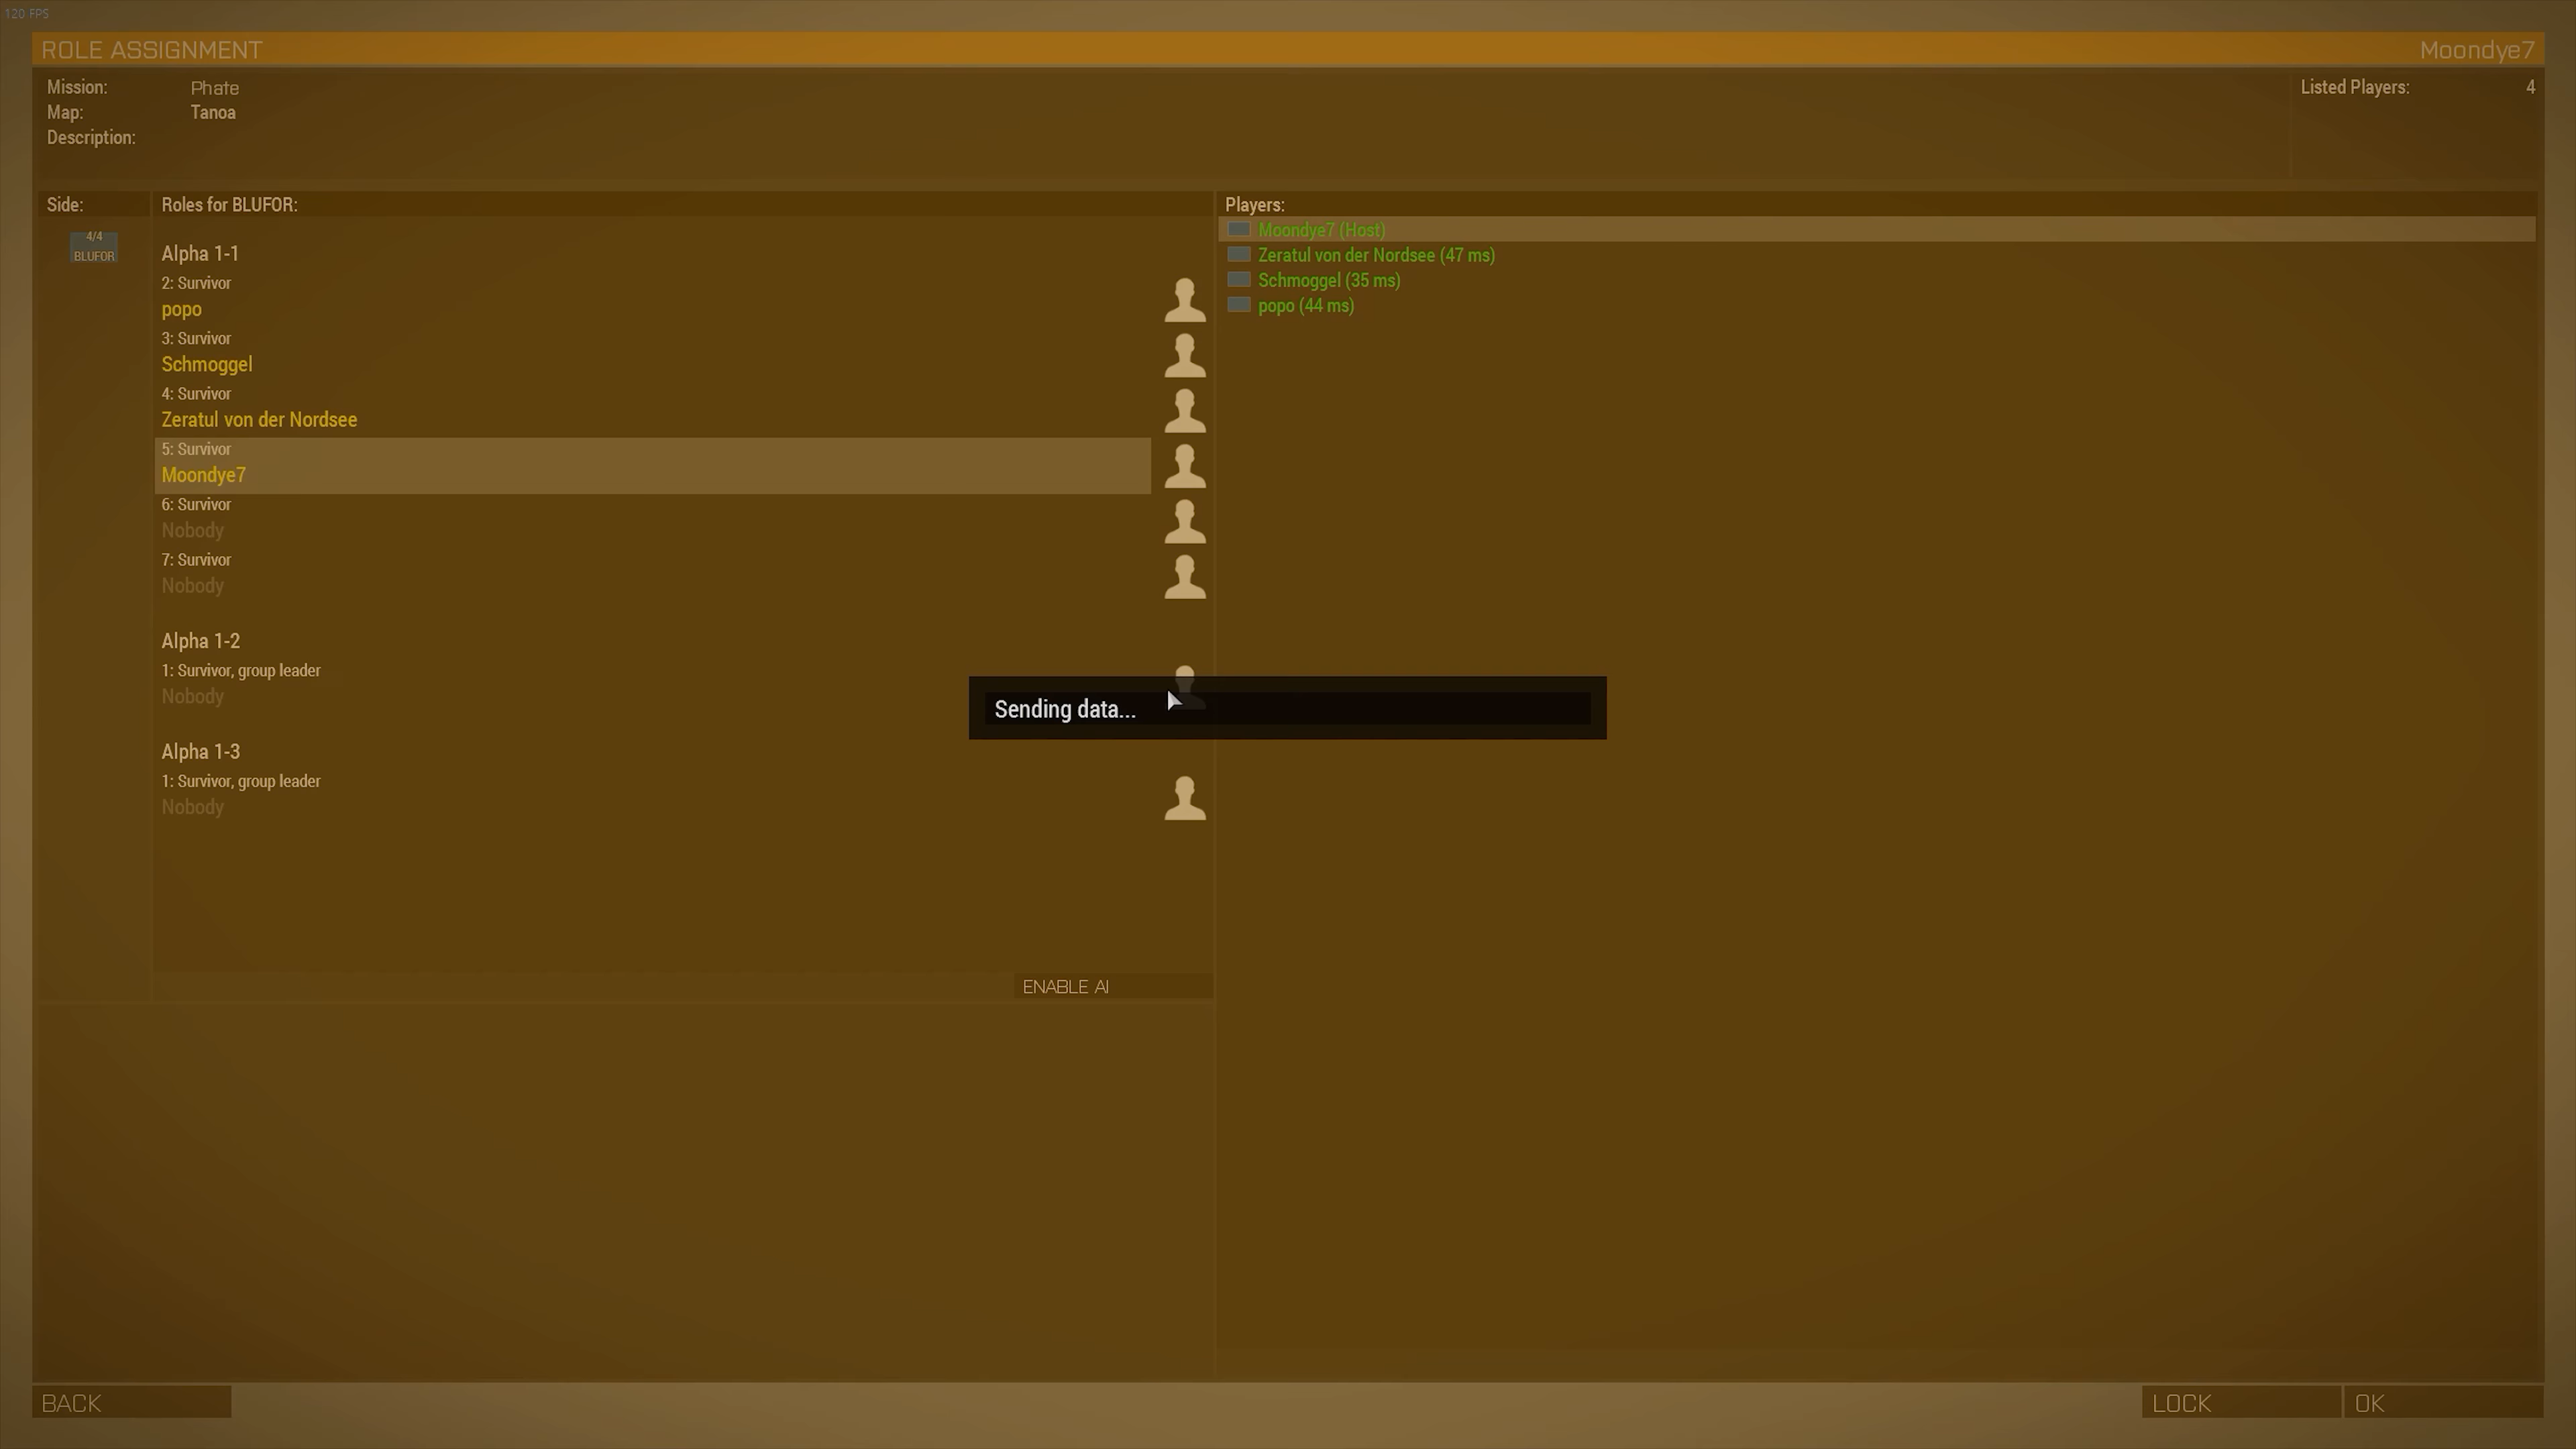 120 FPS
ROLE ASSIGNMENT Moondye7
Mission: Phate Listed Players: 4
Map: Tanoa
Description:
Side: Roles for BLUFOR: Players:
4/4
BLUFOR
Alpha 1-1
2: Survivor
popo
3: Survivor
Schmoggel
4: Survivor
Zeratul von der Nordsee
5: Survivor
Moondye7
6: Survivor
Nobody
7: Survivor
Nobody
Alpha 1-2
1: Survivor, group leader
Nobody
Alpha 1-3
1: Survivor, group leader
Nobody
ENABLE AI
Moondye7 (Host)
Zeratul von der Nordsee (47 ms)
Schmoggel (35 ms)
popo (44 ms)
Sending data...
BACK LOCK OK